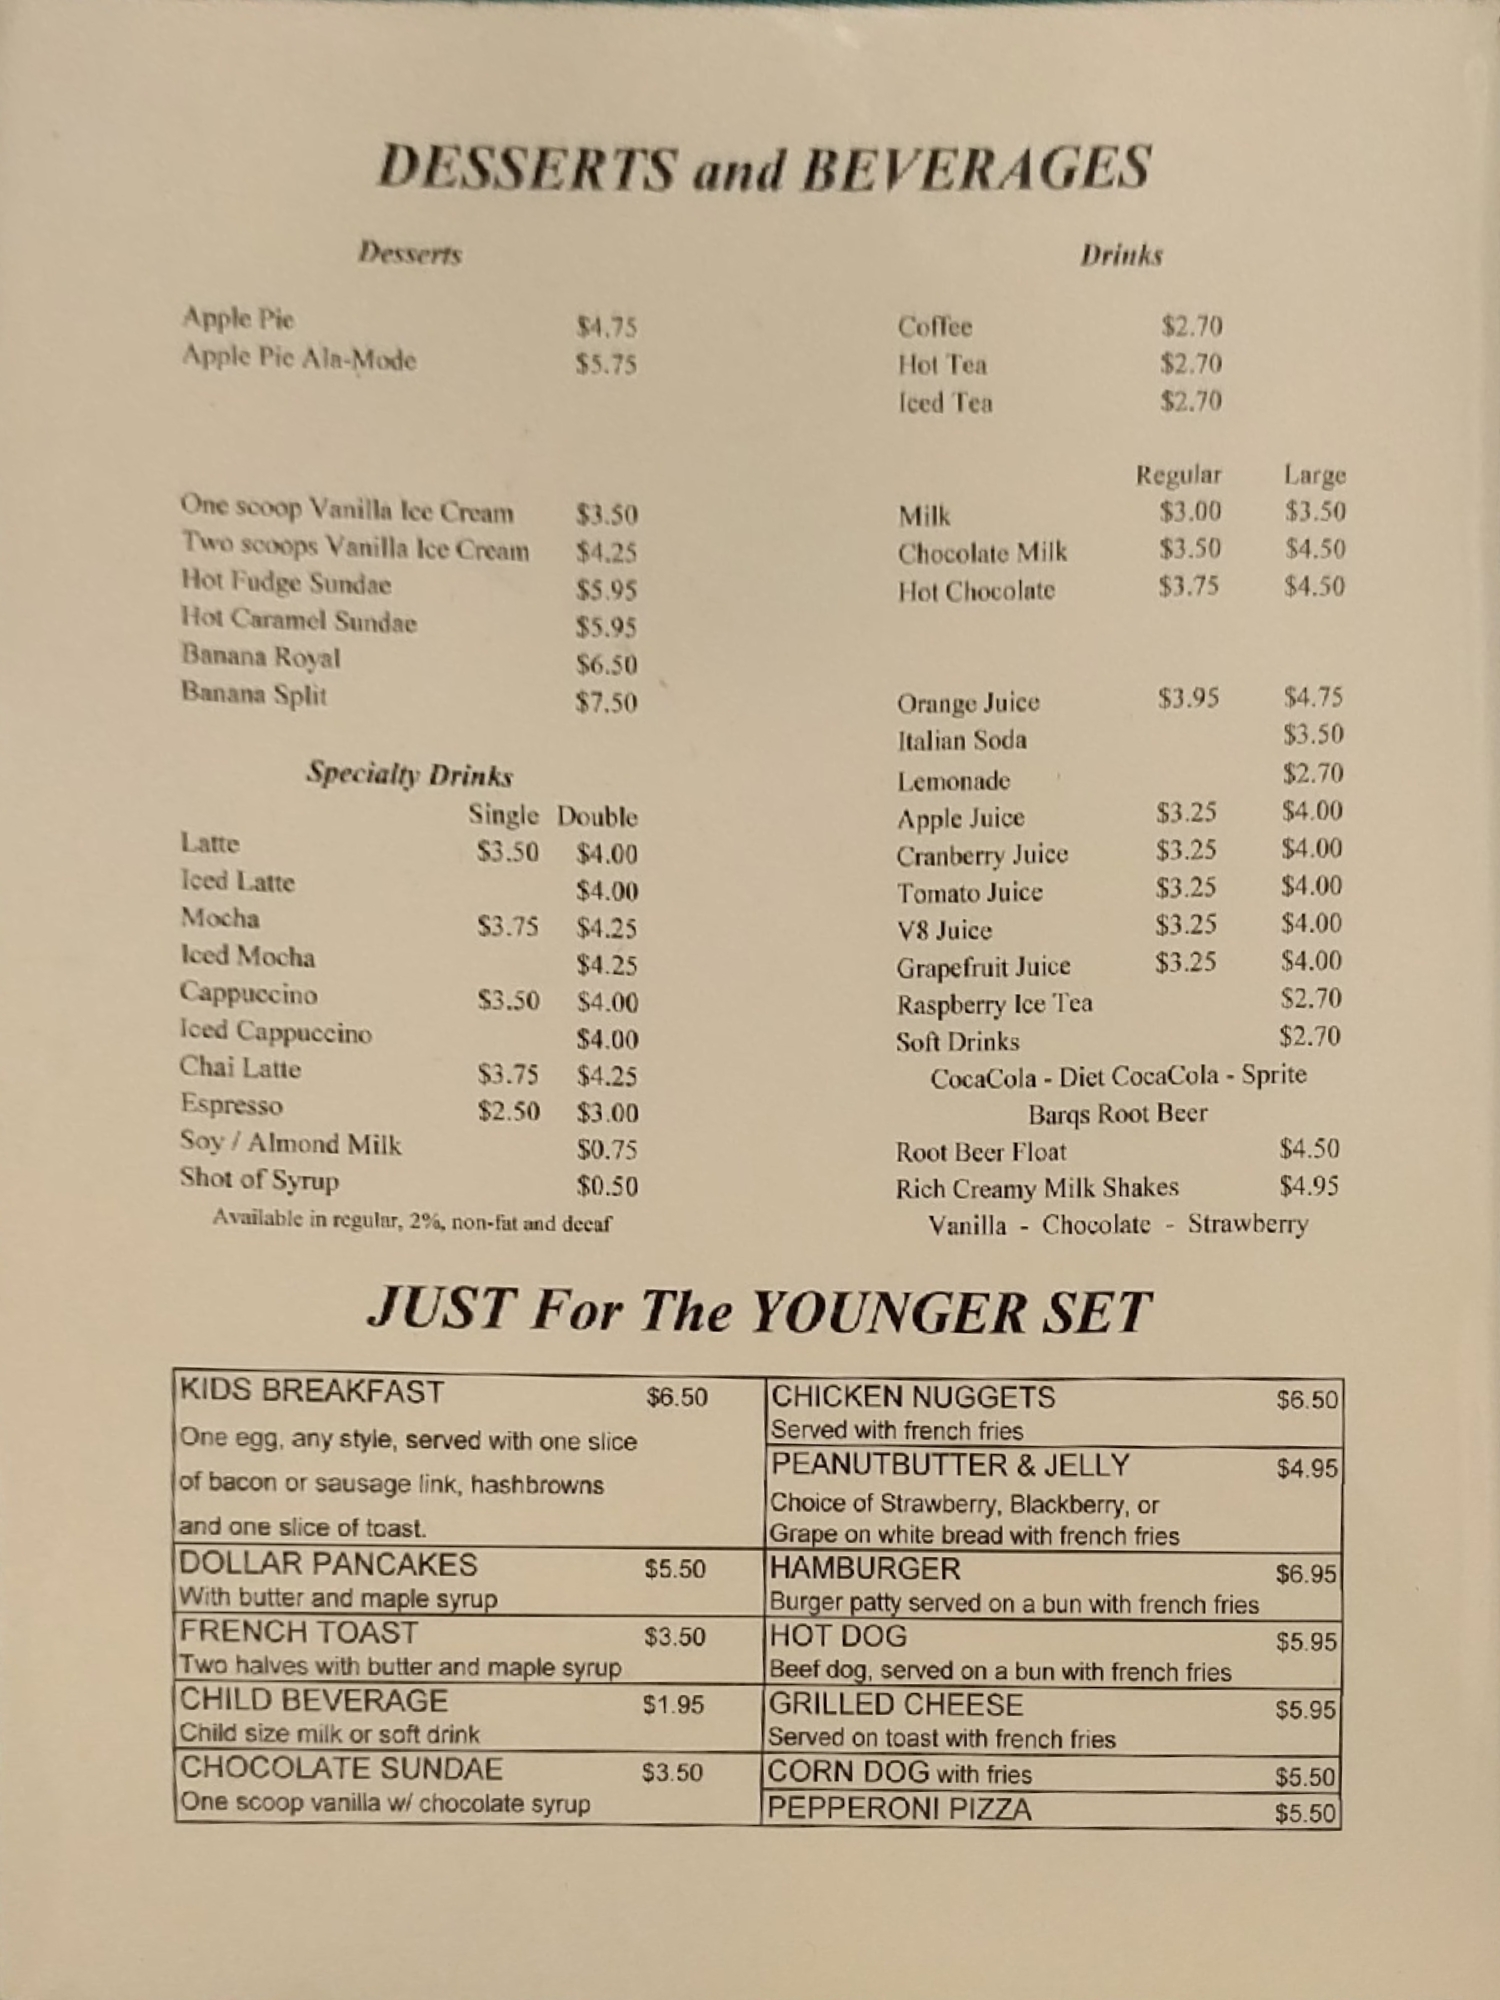 DESSERTS and BEVERAGES
Desserts
Apple Pie $4.75
Apple Pie Ala-Mode $5.75
One scoop Vanilla Ice Cream $3.50
Two scoops Vanilla Ice Cream $4.25
Hot Fudge Sundae $5.95
Hot Caramel Sundae $5.95
Banana Royal $6.50
Banana Split $7.50
Specialty Drinks
Single Double
Latte $3.50 $4.00
Iced Latte $4.00
Mocha $3.75 $4.25
Iced Mocha $4.25
Cappuccino $3.50 $4.00
Iced Cappuccino $4.00
Chai Latte $3.75 $4.25
Espresso $2.50 $3.00
Soy / Almond Milk $0.75
Shot of Syrup $0.50
Available in regular, 2%, non-fat and decaf
Drinks
Coffee $2.70
Hot Tea $2.70
Iced Tea $2.70
Regular Large
Milk $3.00 $3.50
Chocolate Milk $3.50 $4.50
Hot Chocolate $3.75 $4.50
Orange Juice $3.95 $4.75
Italian Soda $3.50
Lemonade $2.70
Apple Juice $3.25 $4.00
Cranberry Juice $3.25 $4.00
Tomato Juice $3.25 $4.00
V8 Juice $3.25 $4.00
Grapefruit Juice $3.25 $4.00
Raspberry Ice Tea $2.70
Soft Drinks $2.70
CocaCola - Diet CocaCola - Sprite
Barqs Root Beer
Root Beer Float $4.50
Rich Creamy Milk Shakes $4.95
Vanilla - Chocolate - Strawberry
JUST For The YOUNGER SET
KIDS BREAKFAST $6.50
One egg, any style, served with one slice
of bacon or sausage link, hashbrowns
and one slice of toast.
DOLLAR PANCAKES $5.50
With butter and maple syrup
FRENCH TOAST $3.50
Two halves with butter and maple syrup
CHILD BEVERAGE $1.95
Child size milk or soft drink
CHOCOLATE SUNDAE $3.50
One scoop vanilla w/ chocolate syrup
CHICKEN NUGGETS $6.50
Served with french fries
PEANUTBUTTER & JELLY $4.95
Choice of Strawberry, Blackberry, or
Grape on white bread with french fries
HAMBURGER $6.95
Burger patty served on a bun with french fries
HOT DOG $5.95
Beef dog, served on a bun with french fries
GRILLED CHEESE $5.95
Served on toast with french fries
CORN DOG with fries $5.50
PEPPERONI PIZZA $5.50